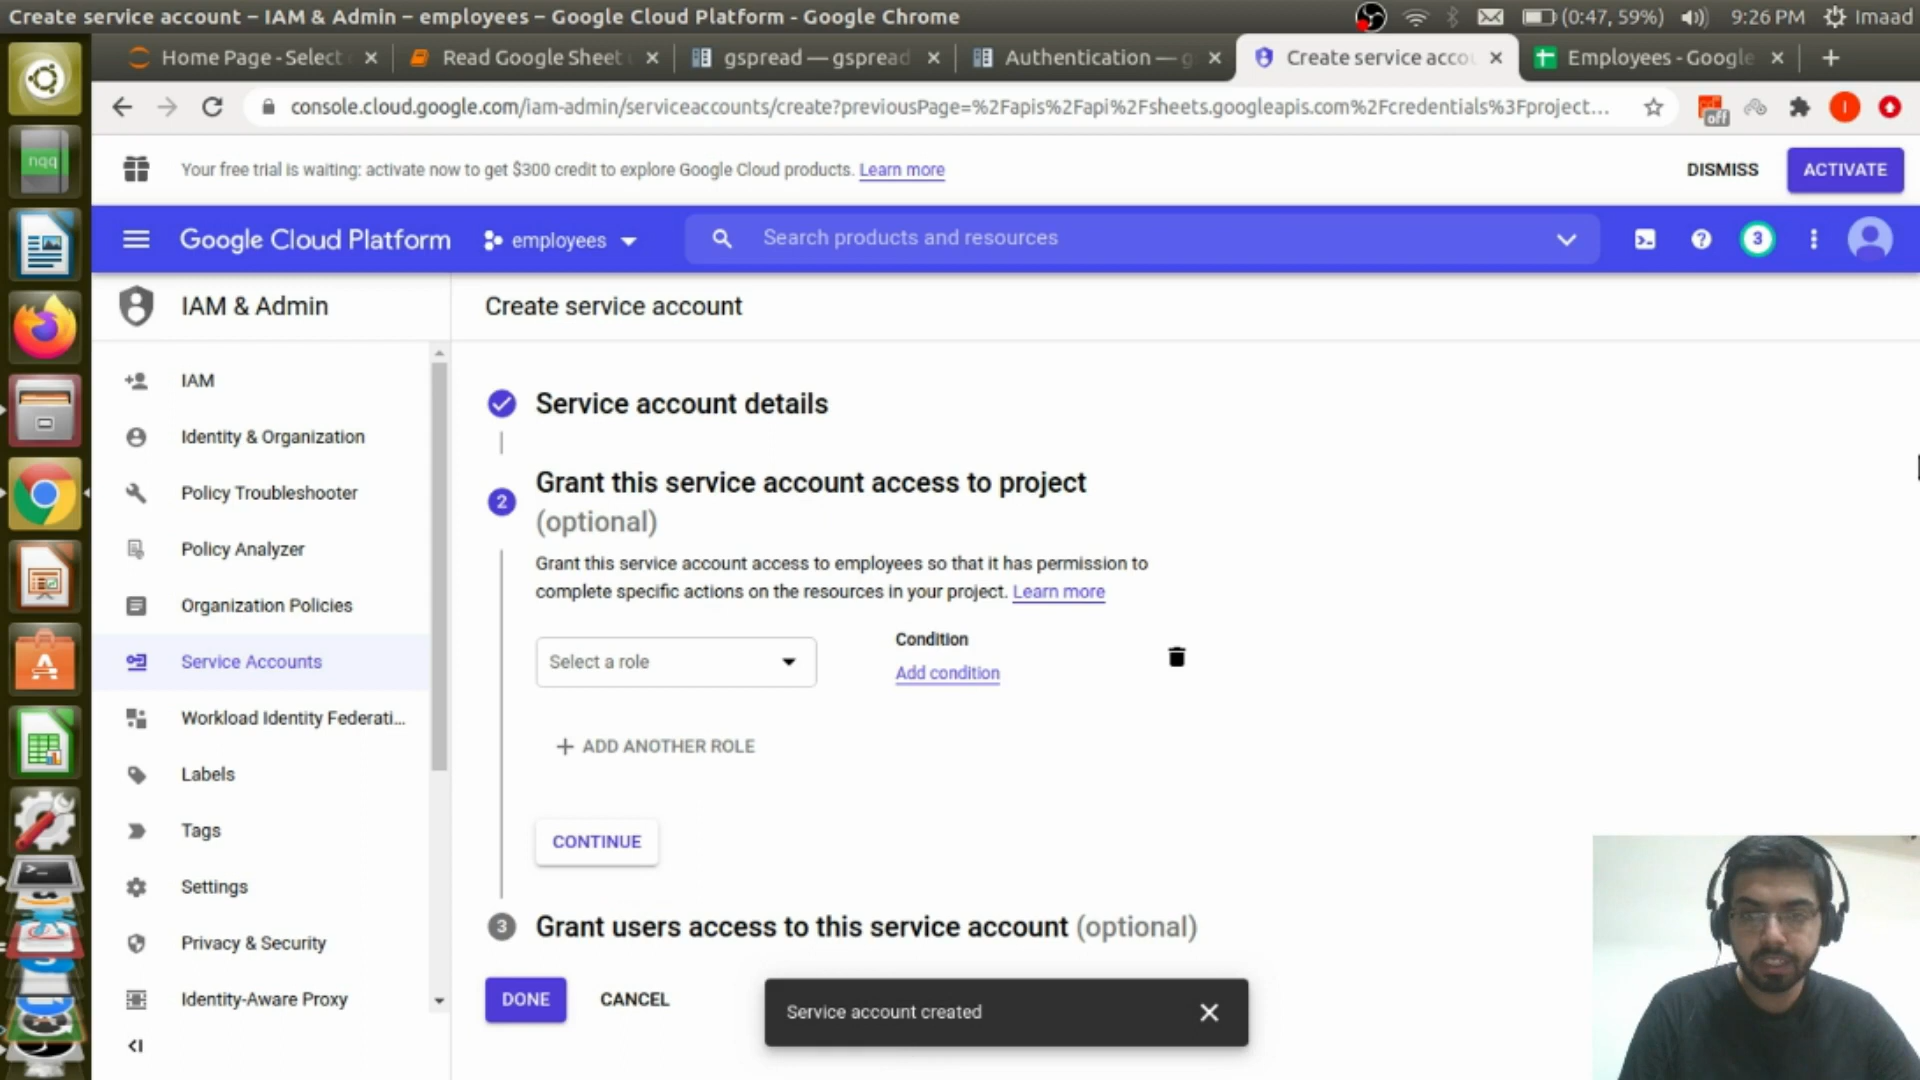 Create service account – IAM & Admin – employees – Google Cloud Platform - Google Chrome
(0:47, 59%) 9:26 PM Imaad
Home Page - Select
Read Google Sheet
gspread — gspread
Authentication — g
Create service acco
Employees - Google
console.cloud.google.com/iam-admin/serviceaccounts/create?previousPage=%2Fapis%2Fapi%2Fsheets.googleapis.com%2Fcredentials%3Fproject...
off
I
Your free trial is waiting: activate now to get $300 credit to explore Google Cloud products. Learn more
DISMISS
ACTIVATE
Google Cloud Platform
employees
Search products and resources
3
IAM & Admin
Create service account
nqq
IAM
Identity & Organization
Policy Troubleshooter
Policy Analyzer
Organization Policies
Service Accounts
Workload Identity Federati...
Labels
Tags
Settings
Privacy & Security
Identity-Aware Proxy
Service account details
2
Grant this service account access to project
(optional)
Grant this service account access to employees so that it has permission to
complete specific actions on the resources in your project. Learn more
Select a role
Condition
Add condition
ADD ANOTHER ROLE
CONTINUE
3
Grant users access to this service account (optional)
DONE
CANCEL
Service account created